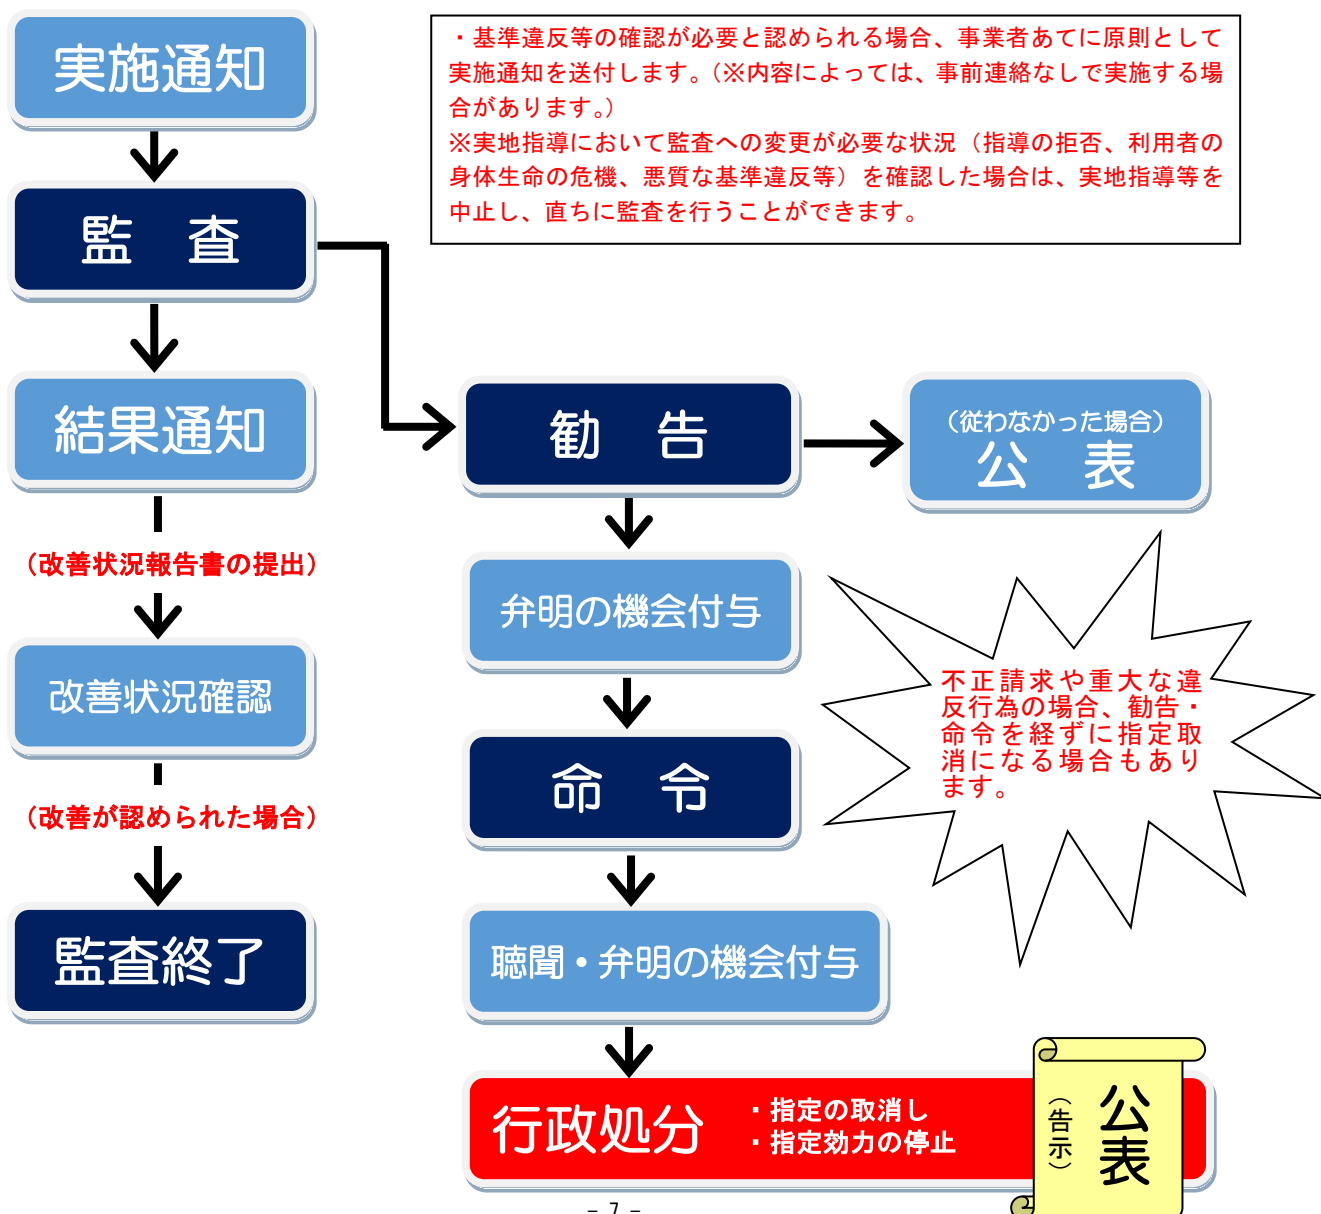 実施通知
・基準違反等の確認が必要と認められる場合、事業者あてに原則として
実施通知を送付します。（※内容によっては、事前連絡なしで実施する場
合があります。）
※実地指導において監査への変更が必要な状況（指導の拒否、利用者の
身体生命の危機、悪質な基準違反等）を確認した場合は、実地指導等を
中止し、直ちに監査を行うことができます。
監　査
結果通知
（改善状況報告書の提出）
改善状況確認
（改善が認められた場合）
監査終了
勧　告
（従わなかった場合）
公　表
弁明の機会付与
命　令
不正請求や重大な違
反行為の場合、勧告・
命令を経ずに指定取
消になる場合もあり
ます。
聴聞・弁明の機会付与
行政処分
・指定の取消し
・指定効力の停止
公表
（告示）
- 7 -